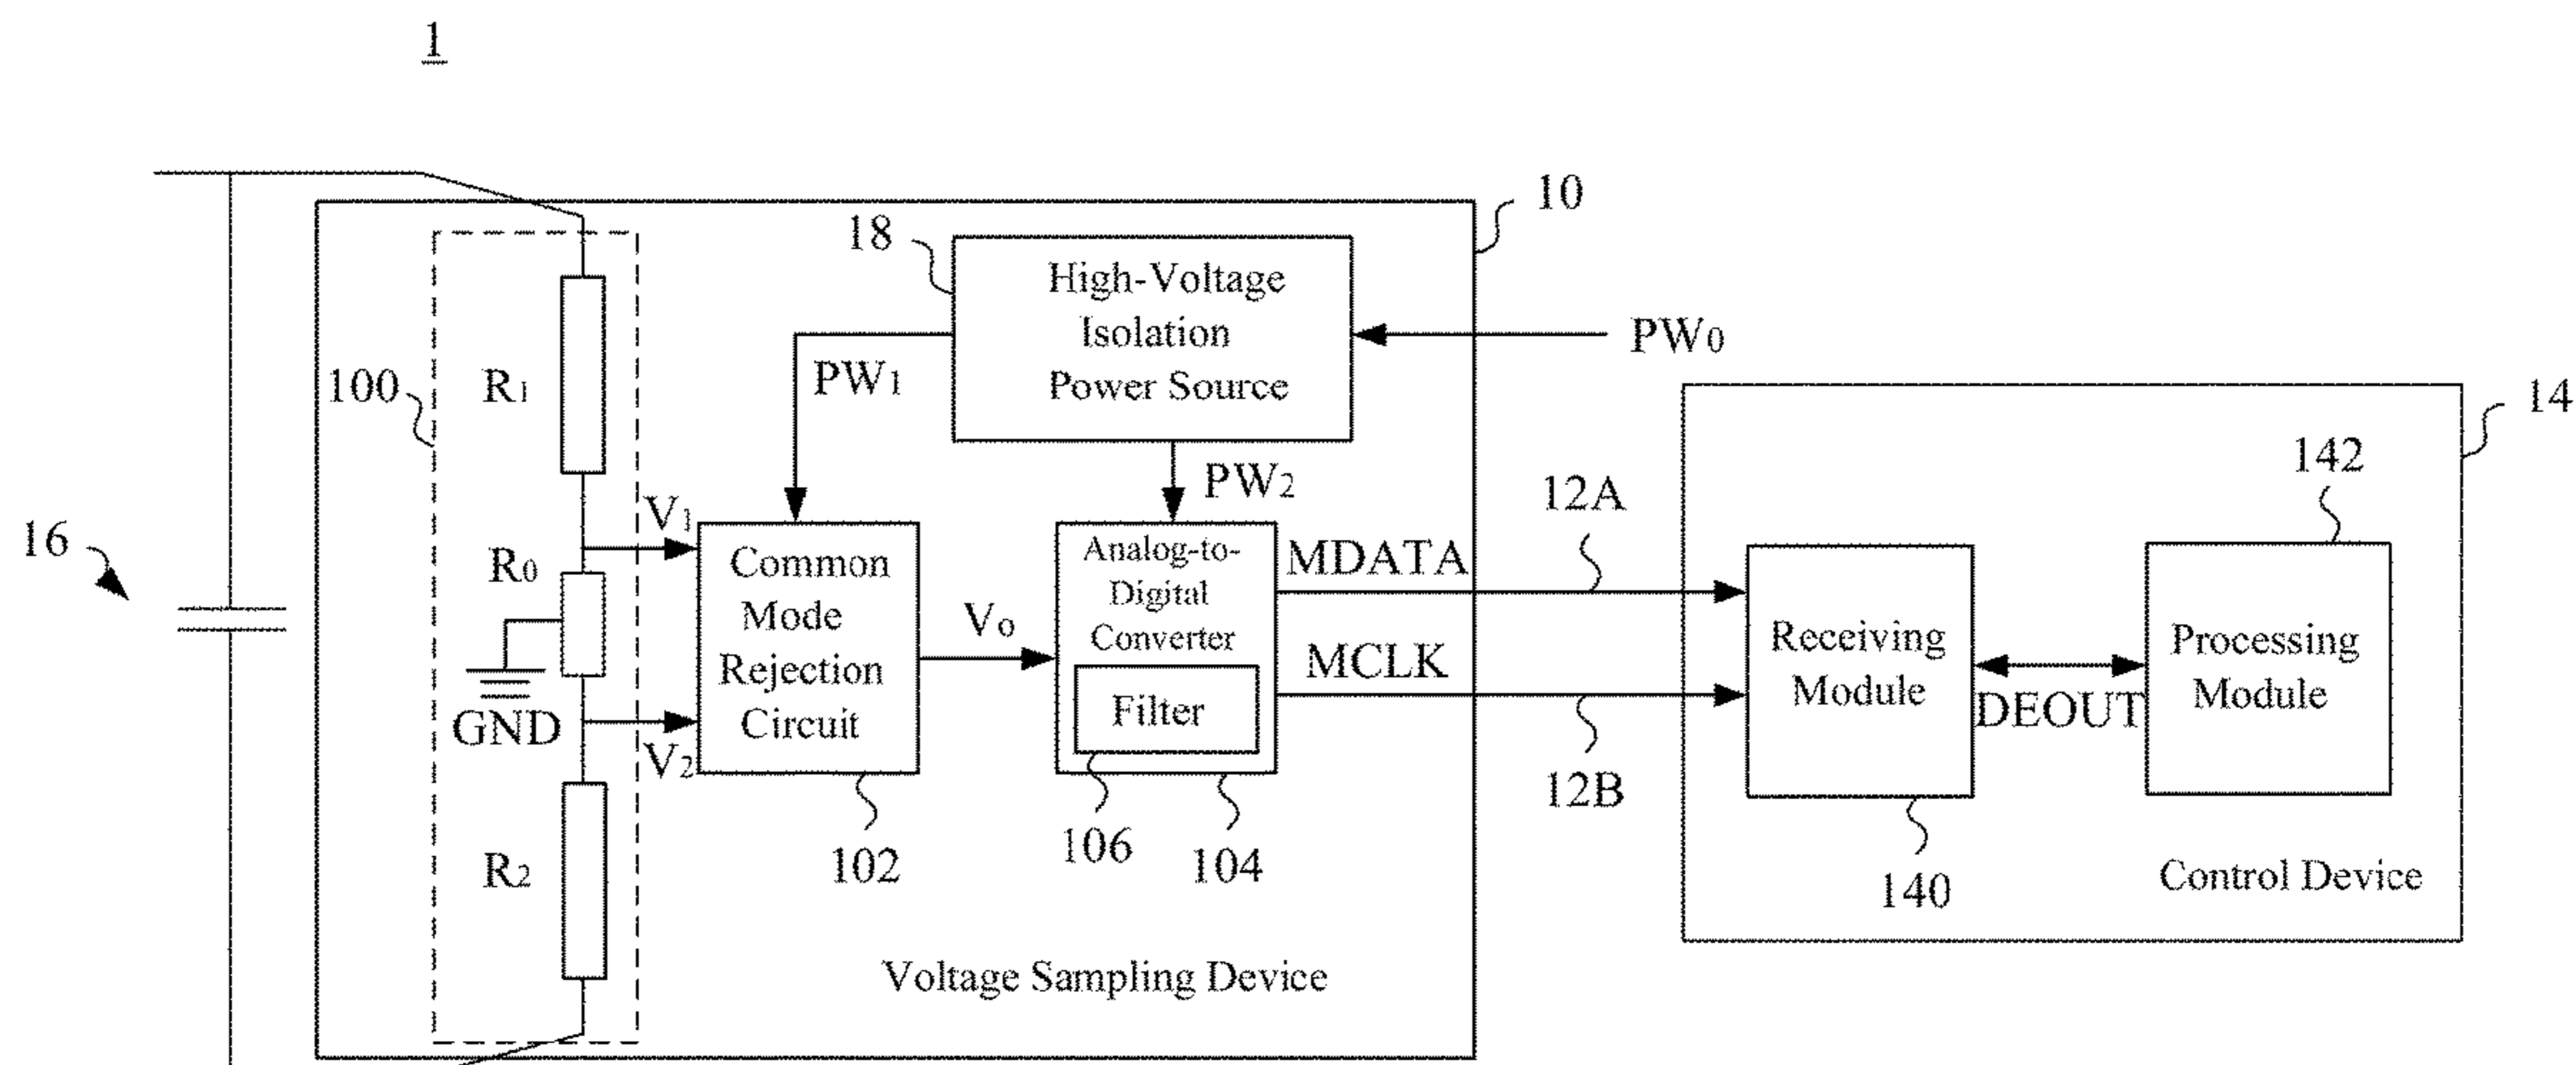 1
10
18
High-Voltage
Isolation
Power Source
PW0
PW1
PW2
100
R1
R0
GND
R2
V1
V2
16
Common
Mode
Rejection
Circuit
102
Vo
Analog-to-
Digital
Converter
Filter
106
104
MDATA
MCLK
12A
12B
14
142
Receiving
Module
140
DEOUT
Processing
Module
Control Device
Voltage Sampling Device